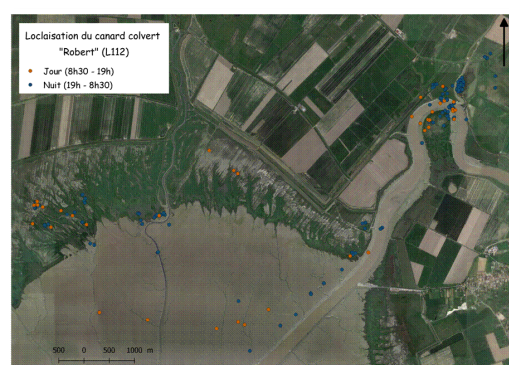 Loclaisation du canard colvert
"Robert" (L112)
Jour (8h30 - 19h)
Nuit (19h - 8h30)
500 0 500 1000 m